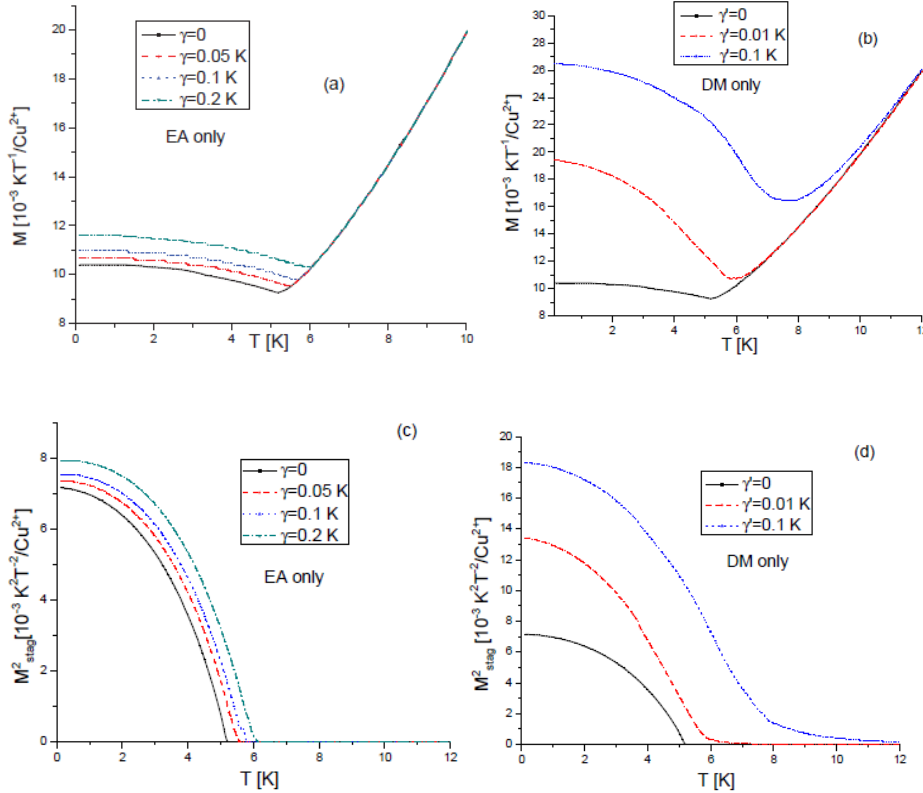 20
18
16
14
12
10
8
M [10⁻³ KT⁻¹/Cu²⁺]
γ=0
γ=0.05 K
γ=0.1 K
γ=0.2 K
(a)
EA only
0 2 4 6 8 10
T [K]
30
28
26
24
22
20
18
16
14
12
10
8
M [10⁻³ KT⁻¹/Cu²⁺]
γ'=0
γ'=0.01 K
γ'=0.1 K
(b)
DM only
2 4 6 8 10 12
T [K]
8
6
4
2
0
M²stag[10⁻³ K²T⁻²/Cu²⁺]
(c)
γ=0
γ=0.05 K
γ=0.1 K
γ=0.2 K
EA only
0 2 4 6 8 10 12
T [K]
20
18
16
14
12
10
8
6
4
2
0
M²stag [10⁻³ K²T⁻²/Cu²⁺]
(d)
γ'=0
γ'=0.01 K
γ'=0.1 K
DM only
0 2 4 6 8 10 12
T [K]